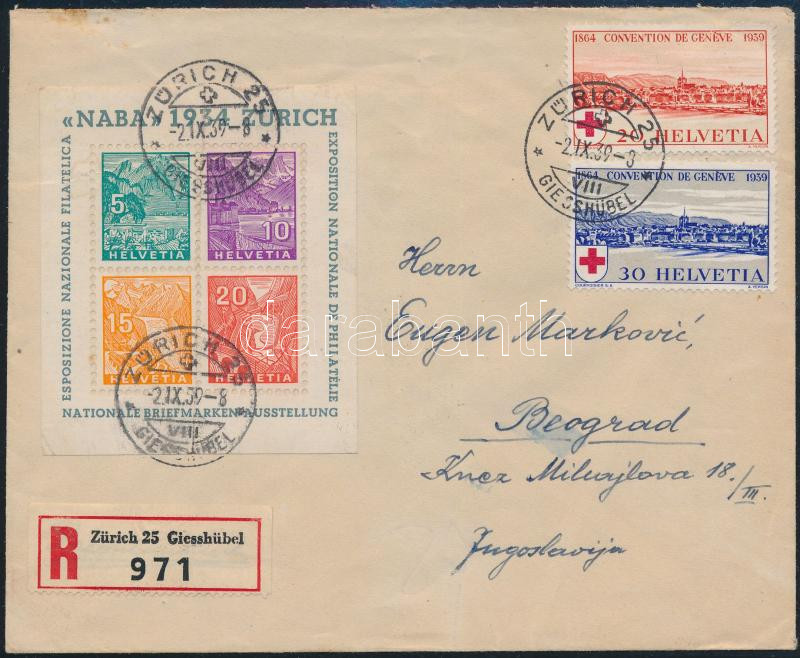 «NABA» 1934 ZÜRICH
ESPOSIZIONE NAZIONALE FILATELICA
EXPOSITION NATIONALE DE PHILATÉLIE
NATIONALE BRIEFMARKENAUSSTELLUNG
5
HELVETIA
10
HELVETIA
15
HELVETIA
20
HELVETIA
ZÜRICH 25
-2.IX.39-8
VIII
GIESSHÜBEL
ZÜRICH 25
-2.IX.39-8
VIII
GIESSHÜBEL
1864 CONVENTION DE GENÈVE 1939
20 HELVETIA
ZÜRICH 25
-2.IX.39-8
VIII
GIESSHÜBEL
1864 CONVENTION DE GENÈVE 1939
30 HELVETIA
COURVOISIER S.A.
Herrn
Eugen Marković,
Beograd
Knez Mihajlova 18./III.
Jugoslavija
R Zürich 25 Giesshübel
971
darabanth